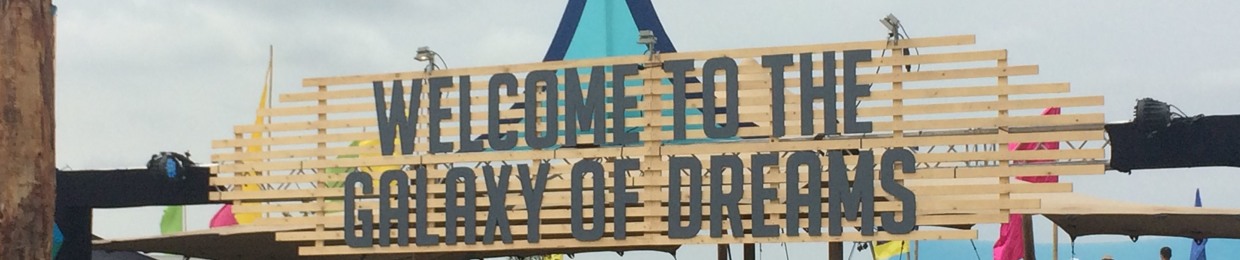 WELCOME TO THE
GALAXY OF DREAMS